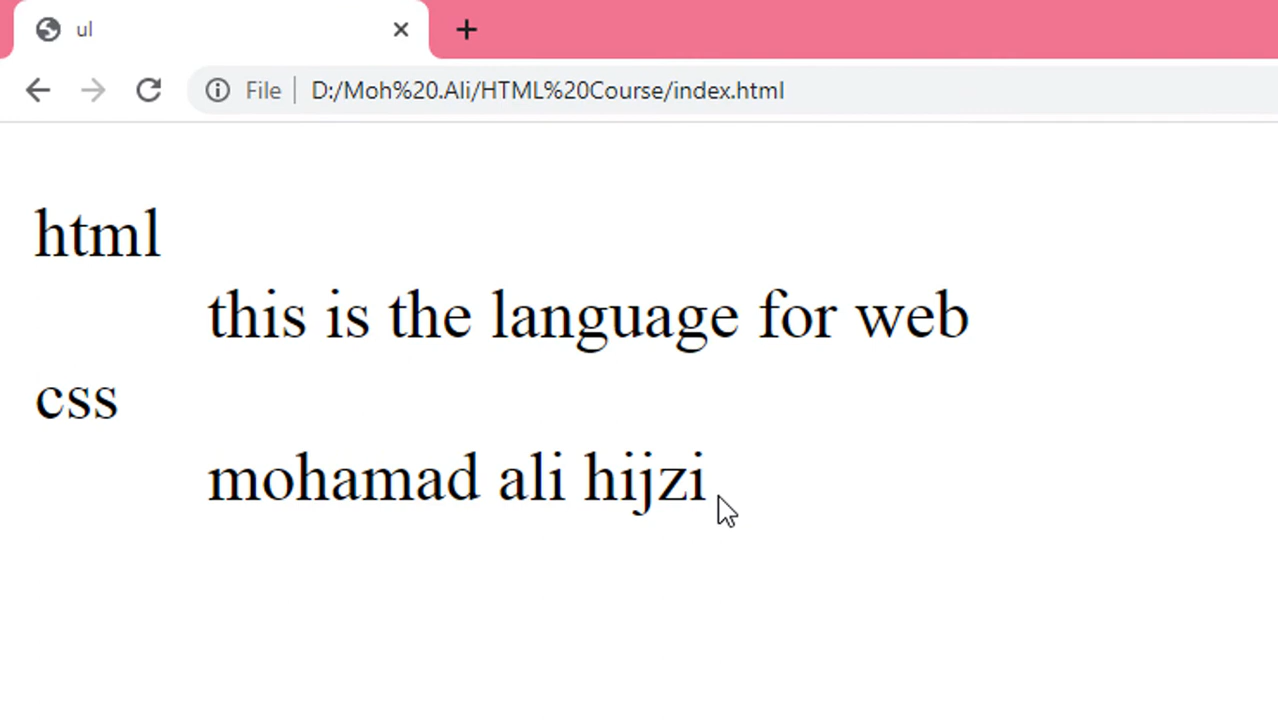 ul
File D:/Moh%20.Ali/HTML%20Course/index.html
html
this is the language for web
css
mohamad ali hijzi